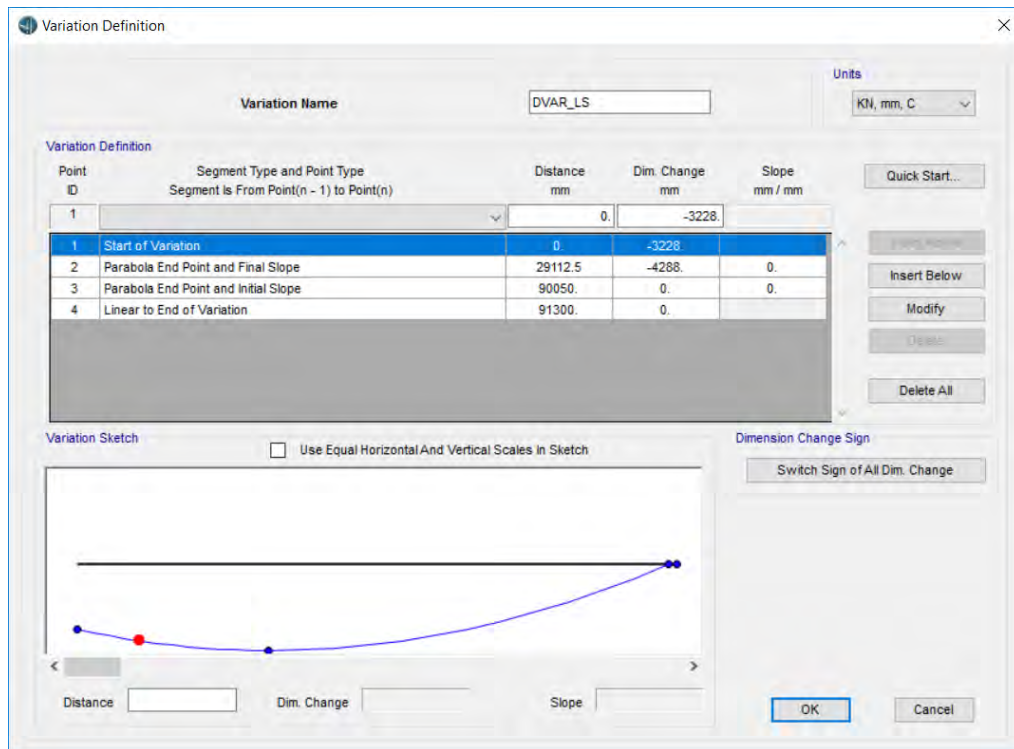 Variation Definition
Units
Variation Name DVAR_LS KN, mm, C
Variation Definition
Point Segment Type and Point Type Distance Dim. Change Slope
ID Segment Is From Point(n - 1) to Point(n) mm mm mm / mm
Quick Start...
1 0. -3228.
1 Start of Variation 0. -3228.
2 Parabola End Point and Final Slope 29112.5 -4288. 0.
3 Parabola End Point and Initial Slope 90050. 0. 0.
4 Linear to End of Variation 91300. 0.
Insert Below
Modify
Delete
Delete All
Variation Sketch
Use Equal Horizontal And Vertical Scales In Sketch
Dimension Change Sign
Switch Sign of All Dim. Change
Distance Dim. Change Slope
OK Cancel